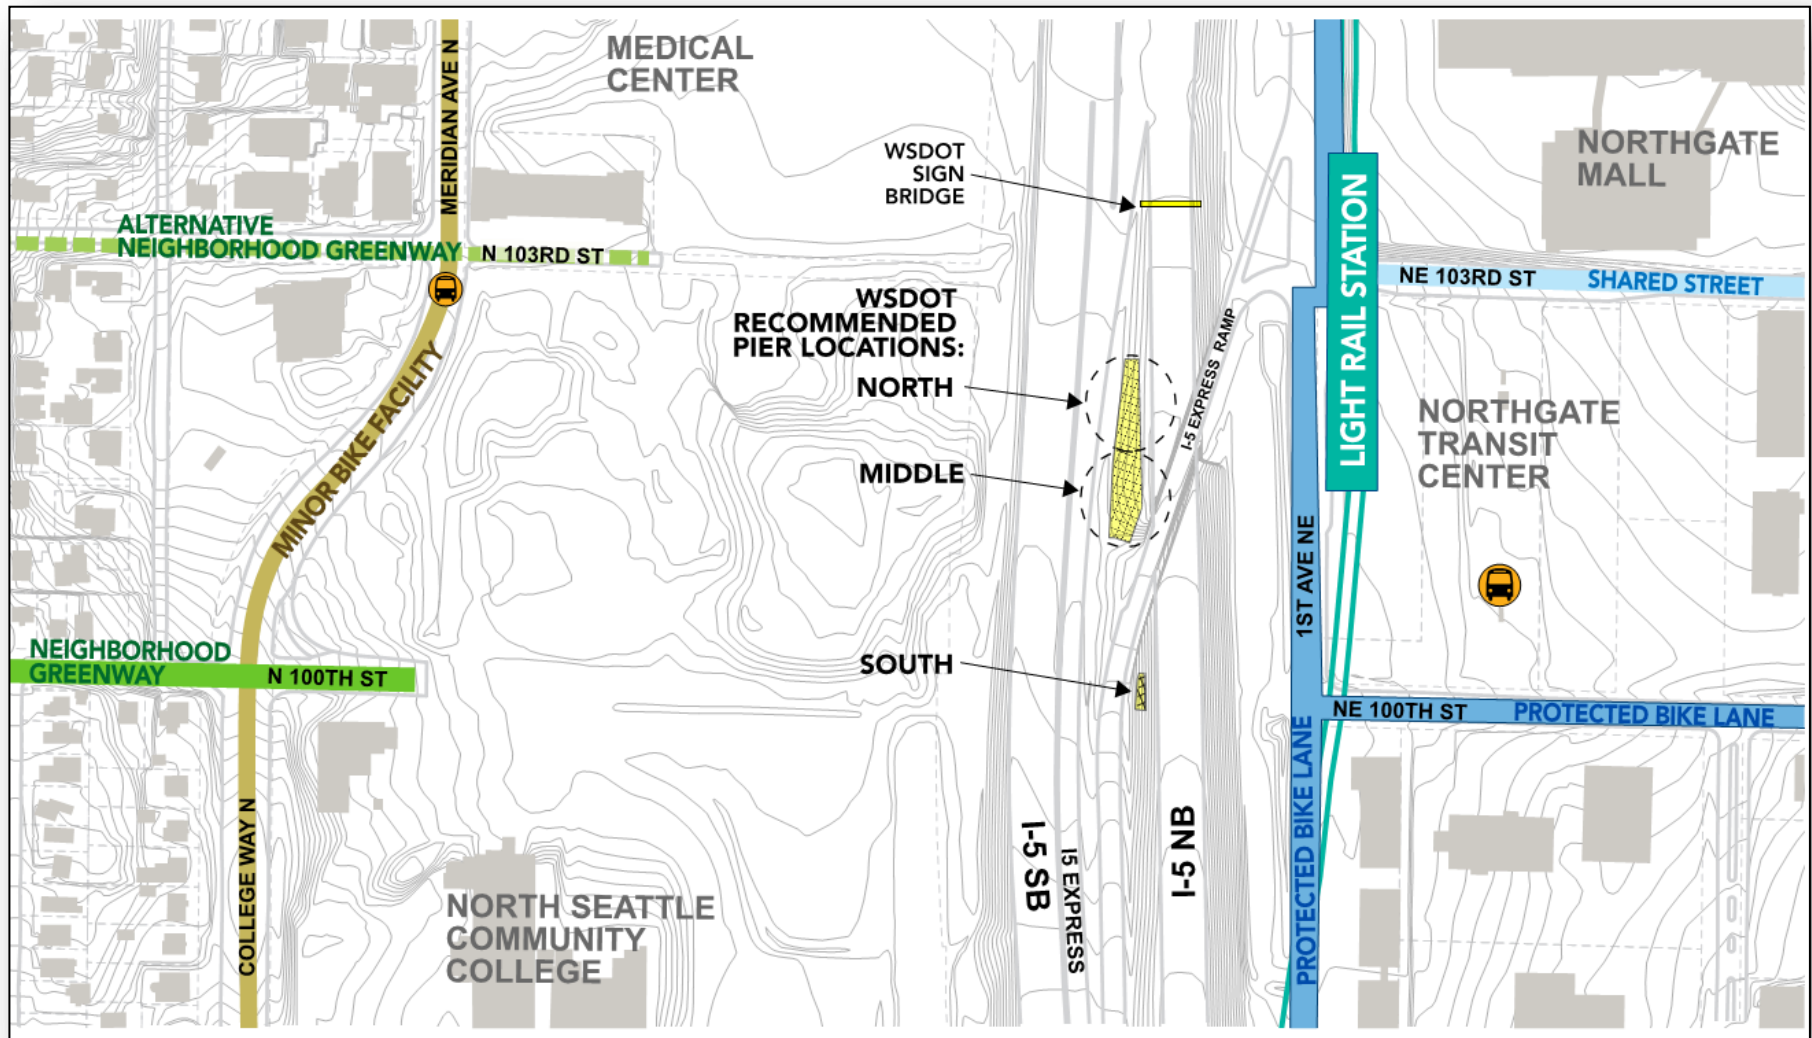 MERIDIAN AVE N
MEDICAL
CENTER
WSDOT
SIGN
BRIDGE
NORTHGATE
MALL
ALTERNATIVE
NEIGHBORHOOD GREENWAY
N 103RD ST
LIGHT RAIL STATION
NE 103RD ST
SHARED STREET
WSDOT
RECOMMENDED
PIER LOCATIONS:
NORTH
MIDDLE
SOUTH
I-5 EXPRESS RAMP
NORTHGATE
TRANSIT
CENTER
MINOR BIKE FACILITY
1ST AVE NE
NEIGHBORHOOD
GREENWAY
N 100TH ST
NE 100TH ST
PROTECTED BIKE LANE
PROTECTED BIKE LANE
COLLEGE WAY N
I-5 SB
I5 EXPRESS
I-5 NB
NORTH SEATTLE
COMMUNITY
COLLEGE